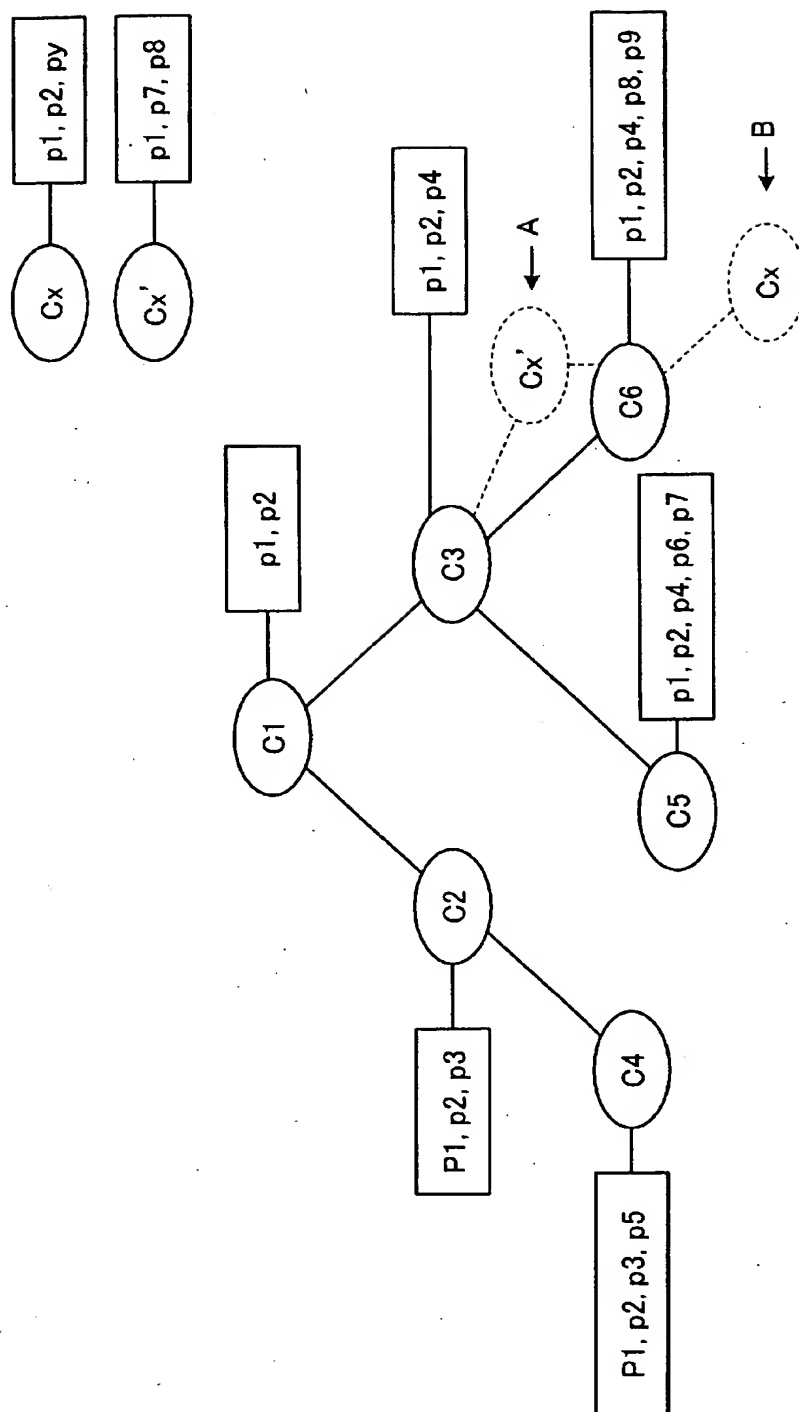 Cx
p1, p2, py
Cx'
p1, p7, p8
C1
p1, p2
P1, p2, p3
C2
C3
p1, p2, p4
Cx'
A
P1, p2, p3, p5
C4
C5
p1, p2, p4, p6, p7
C6
p1, p2, p4, p8, p9
Cx
B